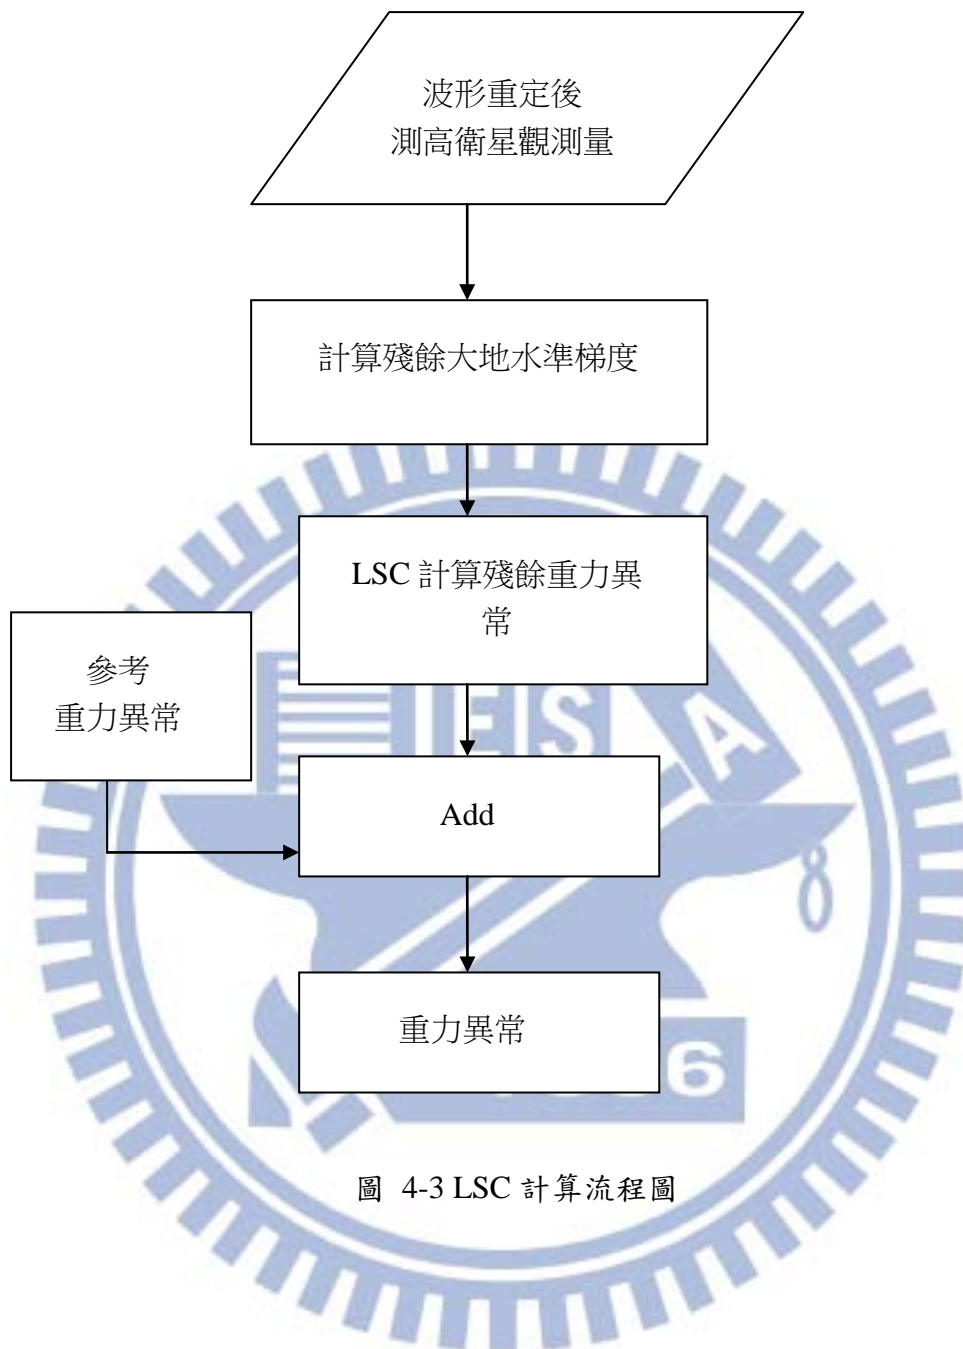 波形重定後
測高衛星觀測量
計算殘餘大地水準梯度
LSC 計算殘餘重力異
常
參考
重力異常
ES
A
Add
重力異常
6
圖 4-3 LSC 計算流程圖